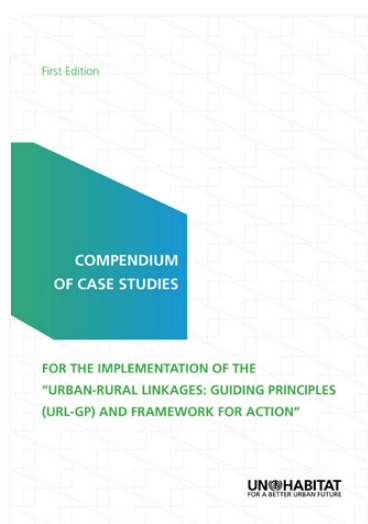 First Edition
COMPENDIUM
OF CASE STUDIES
FOR THE IMPLEMENTATION OF THE
“URBAN-RURAL LINKAGES: GUIDING PRINCIPLES
(URL-GP) AND FRAMEWORK FOR ACTION”
UN HABITAT
FOR A BETTER URBAN FUTURE